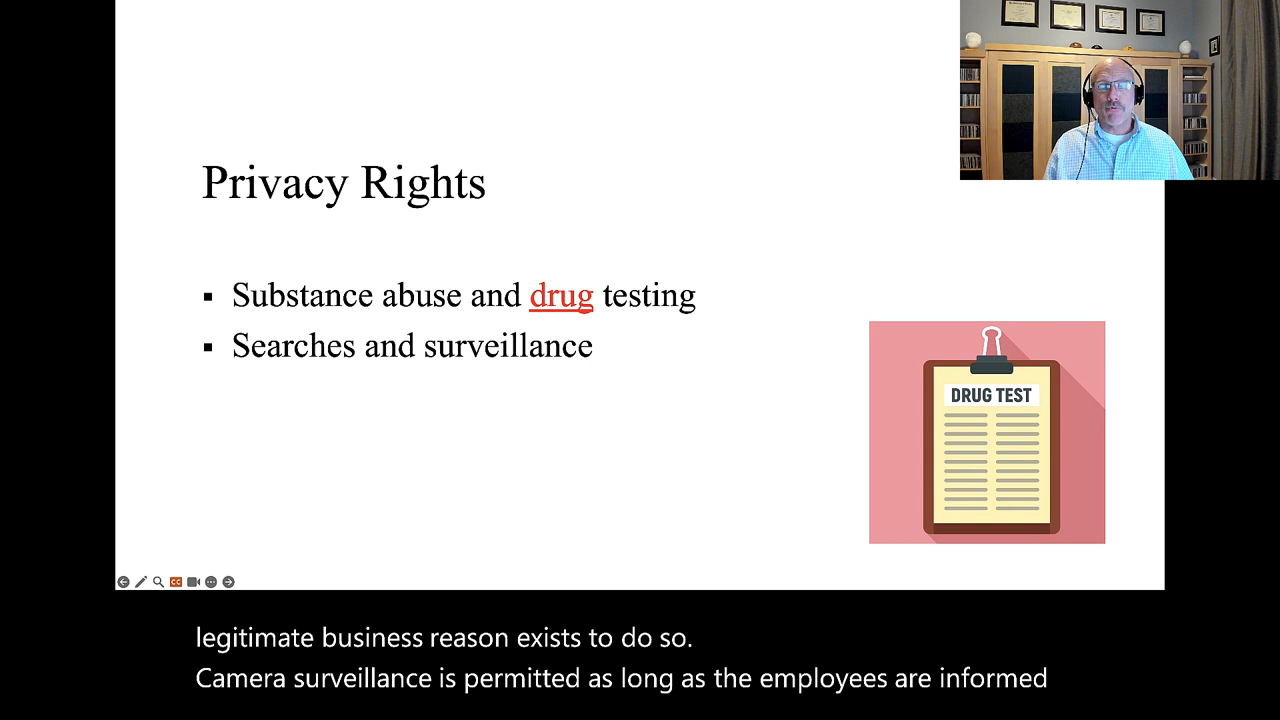 Privacy Rights
▪ Substance abuse and drug testing
▪ Searches and surveillance
DRUG TEST
CC
legitimate business reason exists to do so.
Camera surveillance is permitted as long as the employees are informed